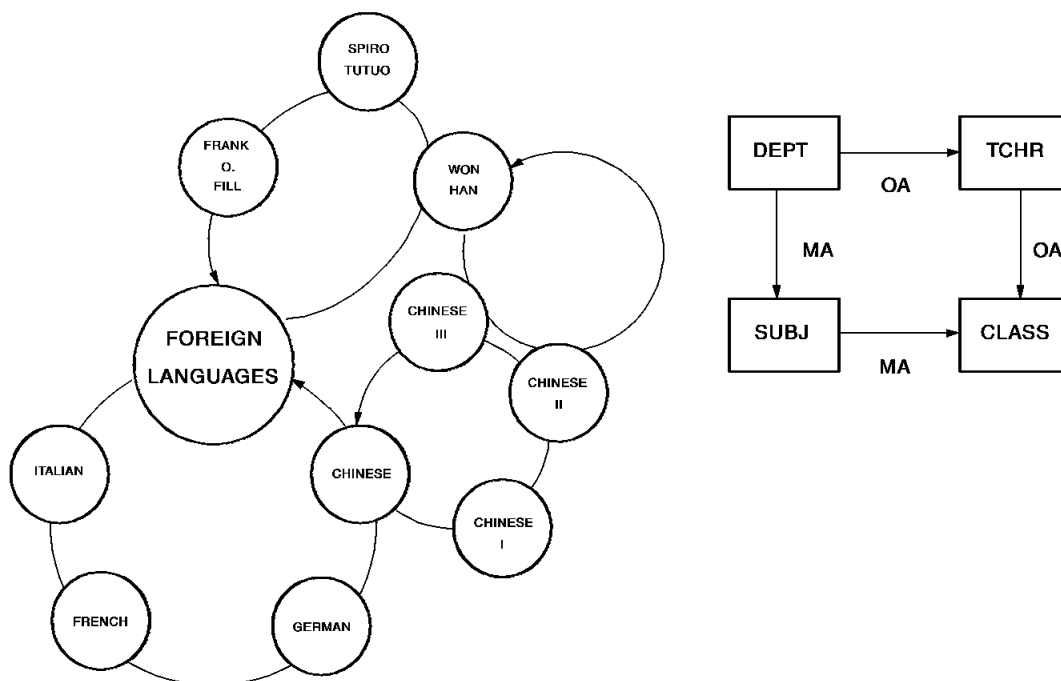 SPIRO
TUTUO
FRANK
O.
FILL
WON
HAN
CHINESE
III
FOREIGN
LANGUAGES
CHINESE
II
ITALIAN
CHINESE
CHINESE
I
FRENCH
GERMAN
DEPT
TCHR
OA
MA
OA
SUBJ
CLASS
MA